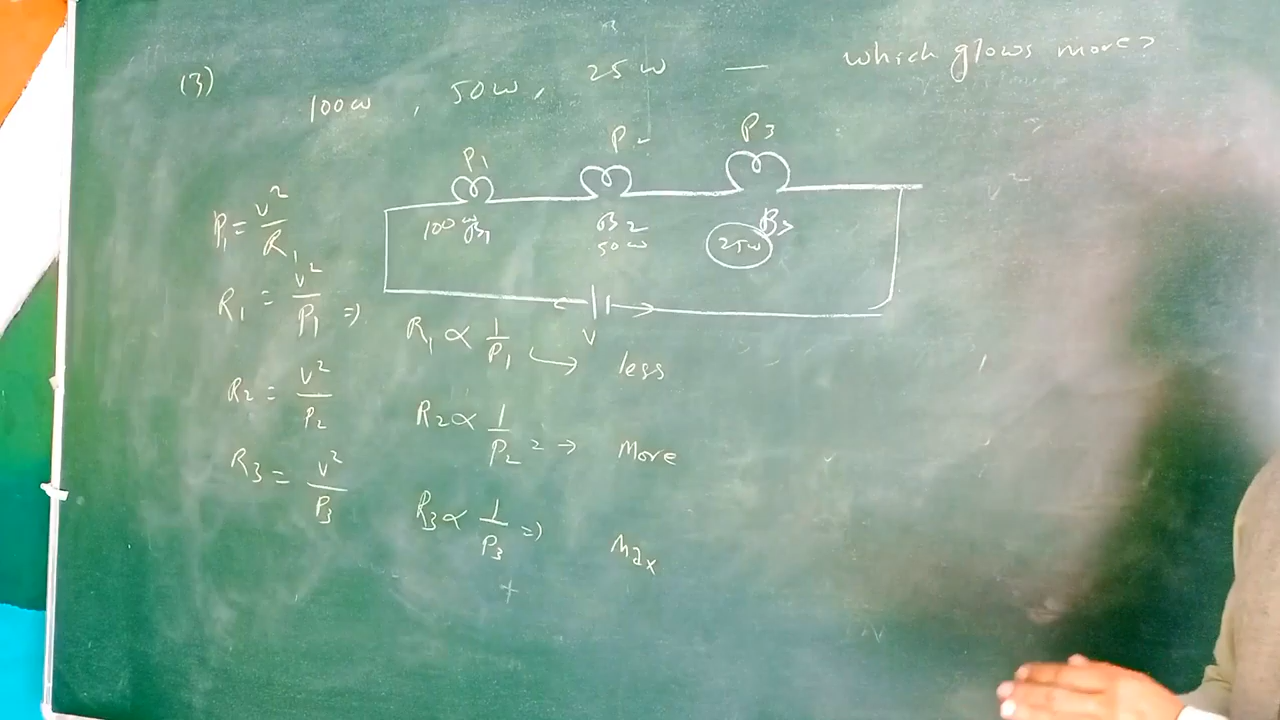 (3) 100w , 50w , 25w — which glows more?
P1 P2 P3
100w B1 B2 50w B3 25w
V
P1 = V²/R1
R1 = V²/P1 => R1 ∝ 1/P1 → less
R2 = V²/P2 R2 ∝ 1/P2 = → More
R3 = V²/P3 R3 ∝ 1/P3 => Max
+